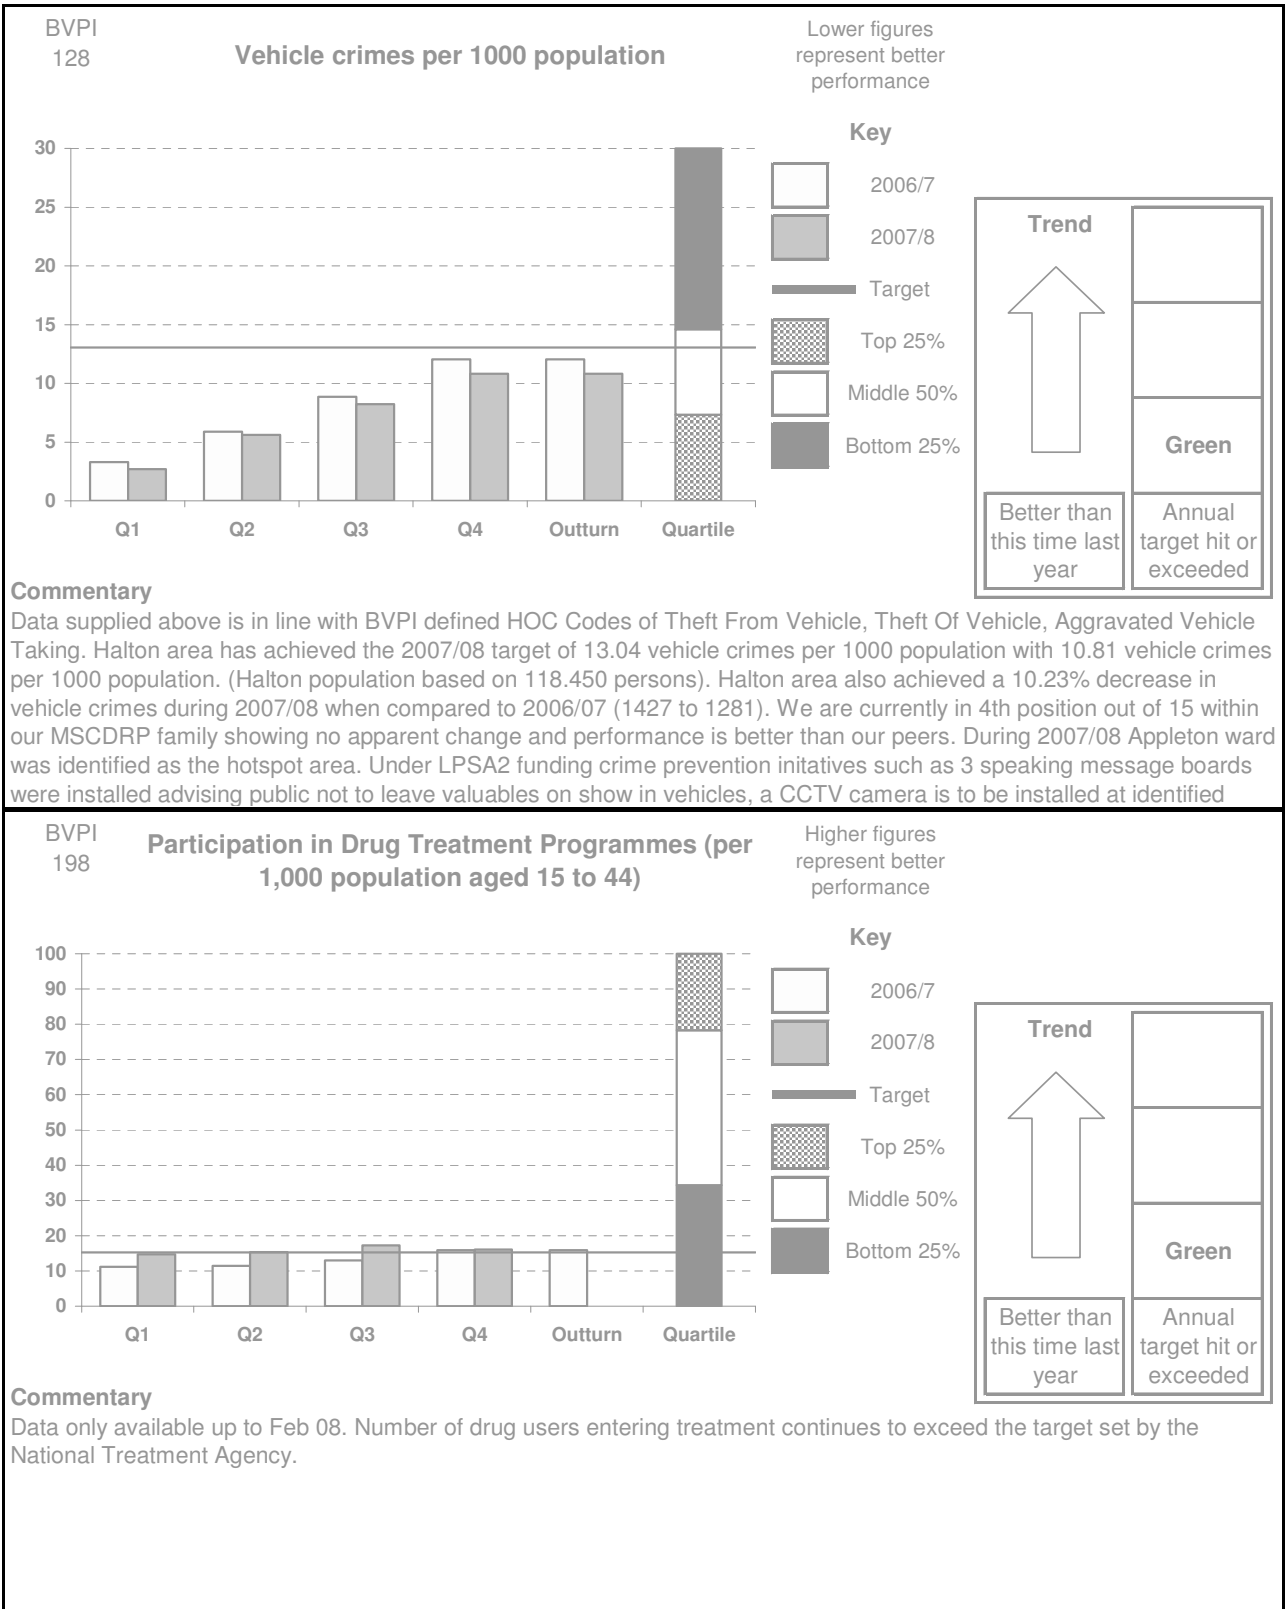 BVPI
128
Vehicle crimes per 1000 population
Lower figures
represent better
performance
Key
30
25
20
15
10
5
0
Q1 Q2 Q3 Q4 Outturn Quartile
2006/7
2007/8
Target
Top 25%
Middle 50%
Bottom 25%
Trend
Green
Better than
this time last
year
Annual
target hit or
exceeded
Commentary
Data supplied above is in line with BVPI defined HOC Codes of Theft From Vehicle, Theft Of Vehicle, Aggravated Vehicle
Taking. Halton area has achieved the 2007/08 target of 13.04 vehicle crimes per 1000 population with 10.81 vehicle crimes
per 1000 population. (Halton population based on 118.450 persons). Halton area also achieved a 10.23% decrease in
vehicle crimes during 2007/08 when compared to 2006/07 (1427 to 1281). We are currently in 4th position out of 15 within
our MSCDRP family showing no apparent change and performance is better than our peers. During 2007/08 Appleton ward
was identified as the hotspot area. Under LPSA2 funding crime prevention initatives such as 3 speaking message boards
were installed advising public not to leave valuables on show in vehicles, a CCTV camera is to be installed at identified
BVPI
198
Participation in Drug Treatment Programmes (per
1,000 population aged 15 to 44)
Higher figures
represent better
performance
Key
100
90
80
70
60
50
40
30
20
10
0
Q1 Q2 Q3 Q4 Outturn Quartile
2006/7
2007/8
Target
Top 25%
Middle 50%
Bottom 25%
Trend
Green
Better than
this time last
year
Annual
target hit or
exceeded
Commentary
Data only available up to Feb 08. Number of drug users entering treatment continues to exceed the target set by the
National Treatment Agency.